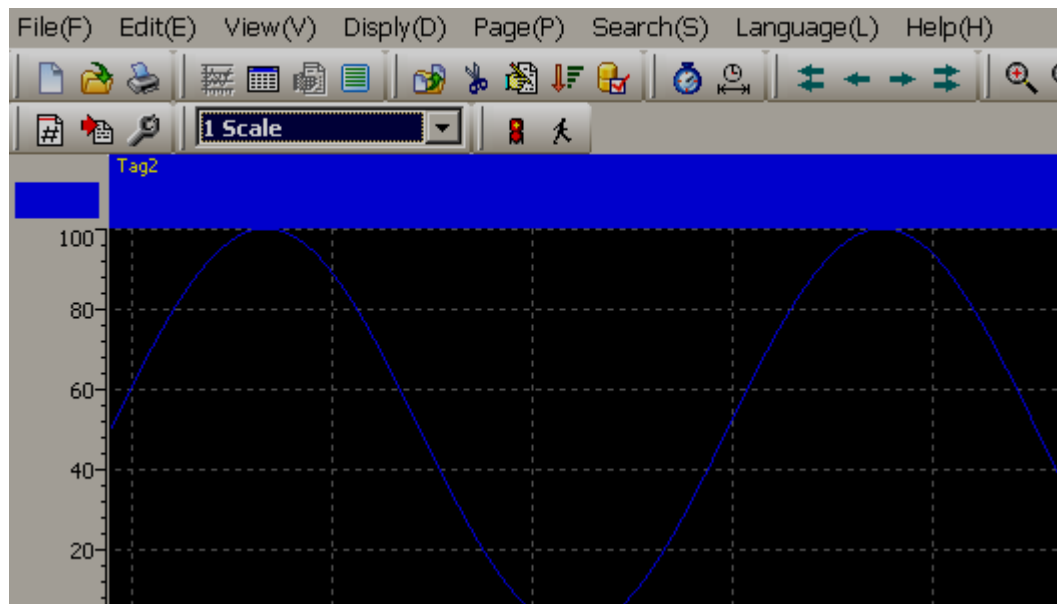 File(F) Edit(E) View(V) Disply(D) Page(P) Search(S) Language(L) Help(H)
1 Scale
Tag2
100
80
60
40
20